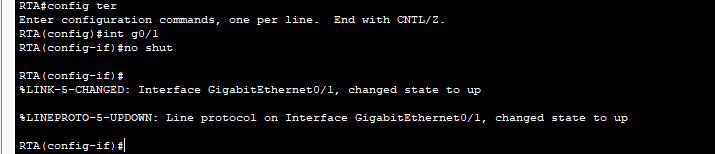 RTA#config ter
Enter configuration commands, one per line.  End with CNTL/Z.
RTA(config)#int g0/1
RTA(config-if)#no shut
RTA(config-if)#
%LINK-5-CHANGED: Interface GigabitEthernet0/1, changed state to up
%LINEPROTO-5-UPDOWN: Line protocol on Interface GigabitEthernet0/1, changed state to up
RTA(config-if)#